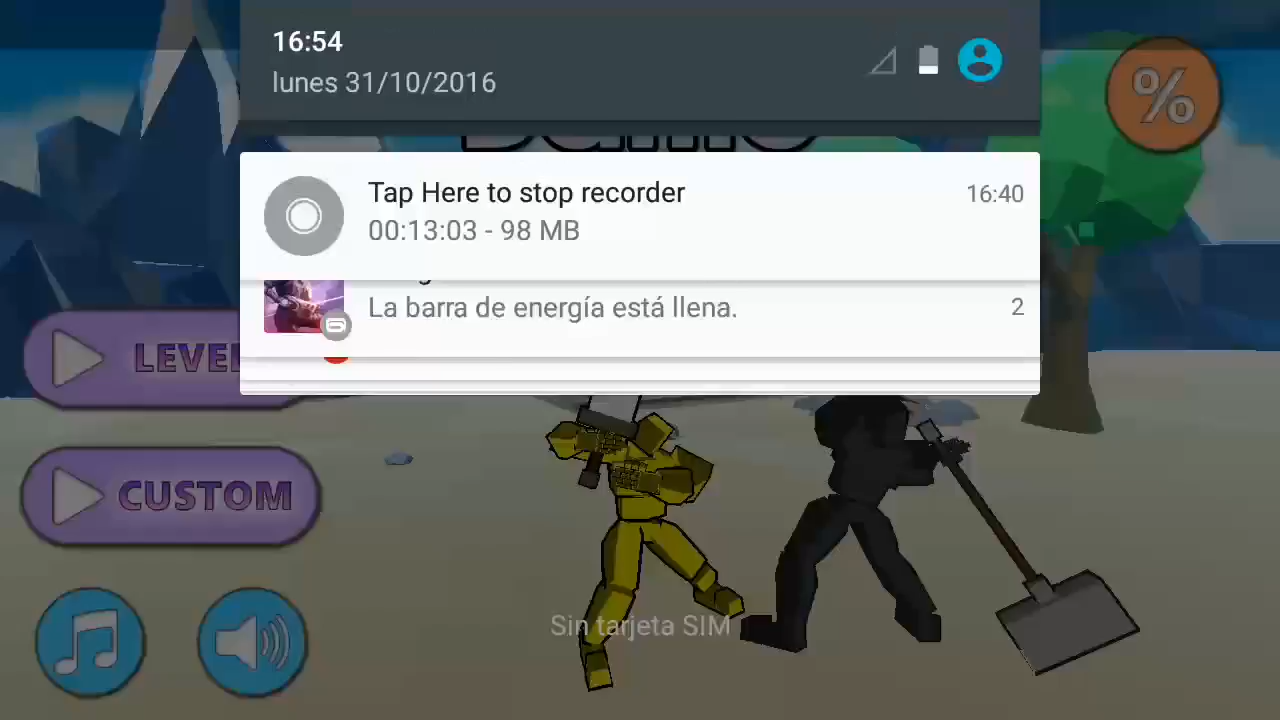 16:54
lunes 31/10/2016
%
Tap Here to stop recorder
16:40
00:13:03 - 98 MB
La barra de energía está llena.
2
CUSTOM
Sin tarjeta SIM